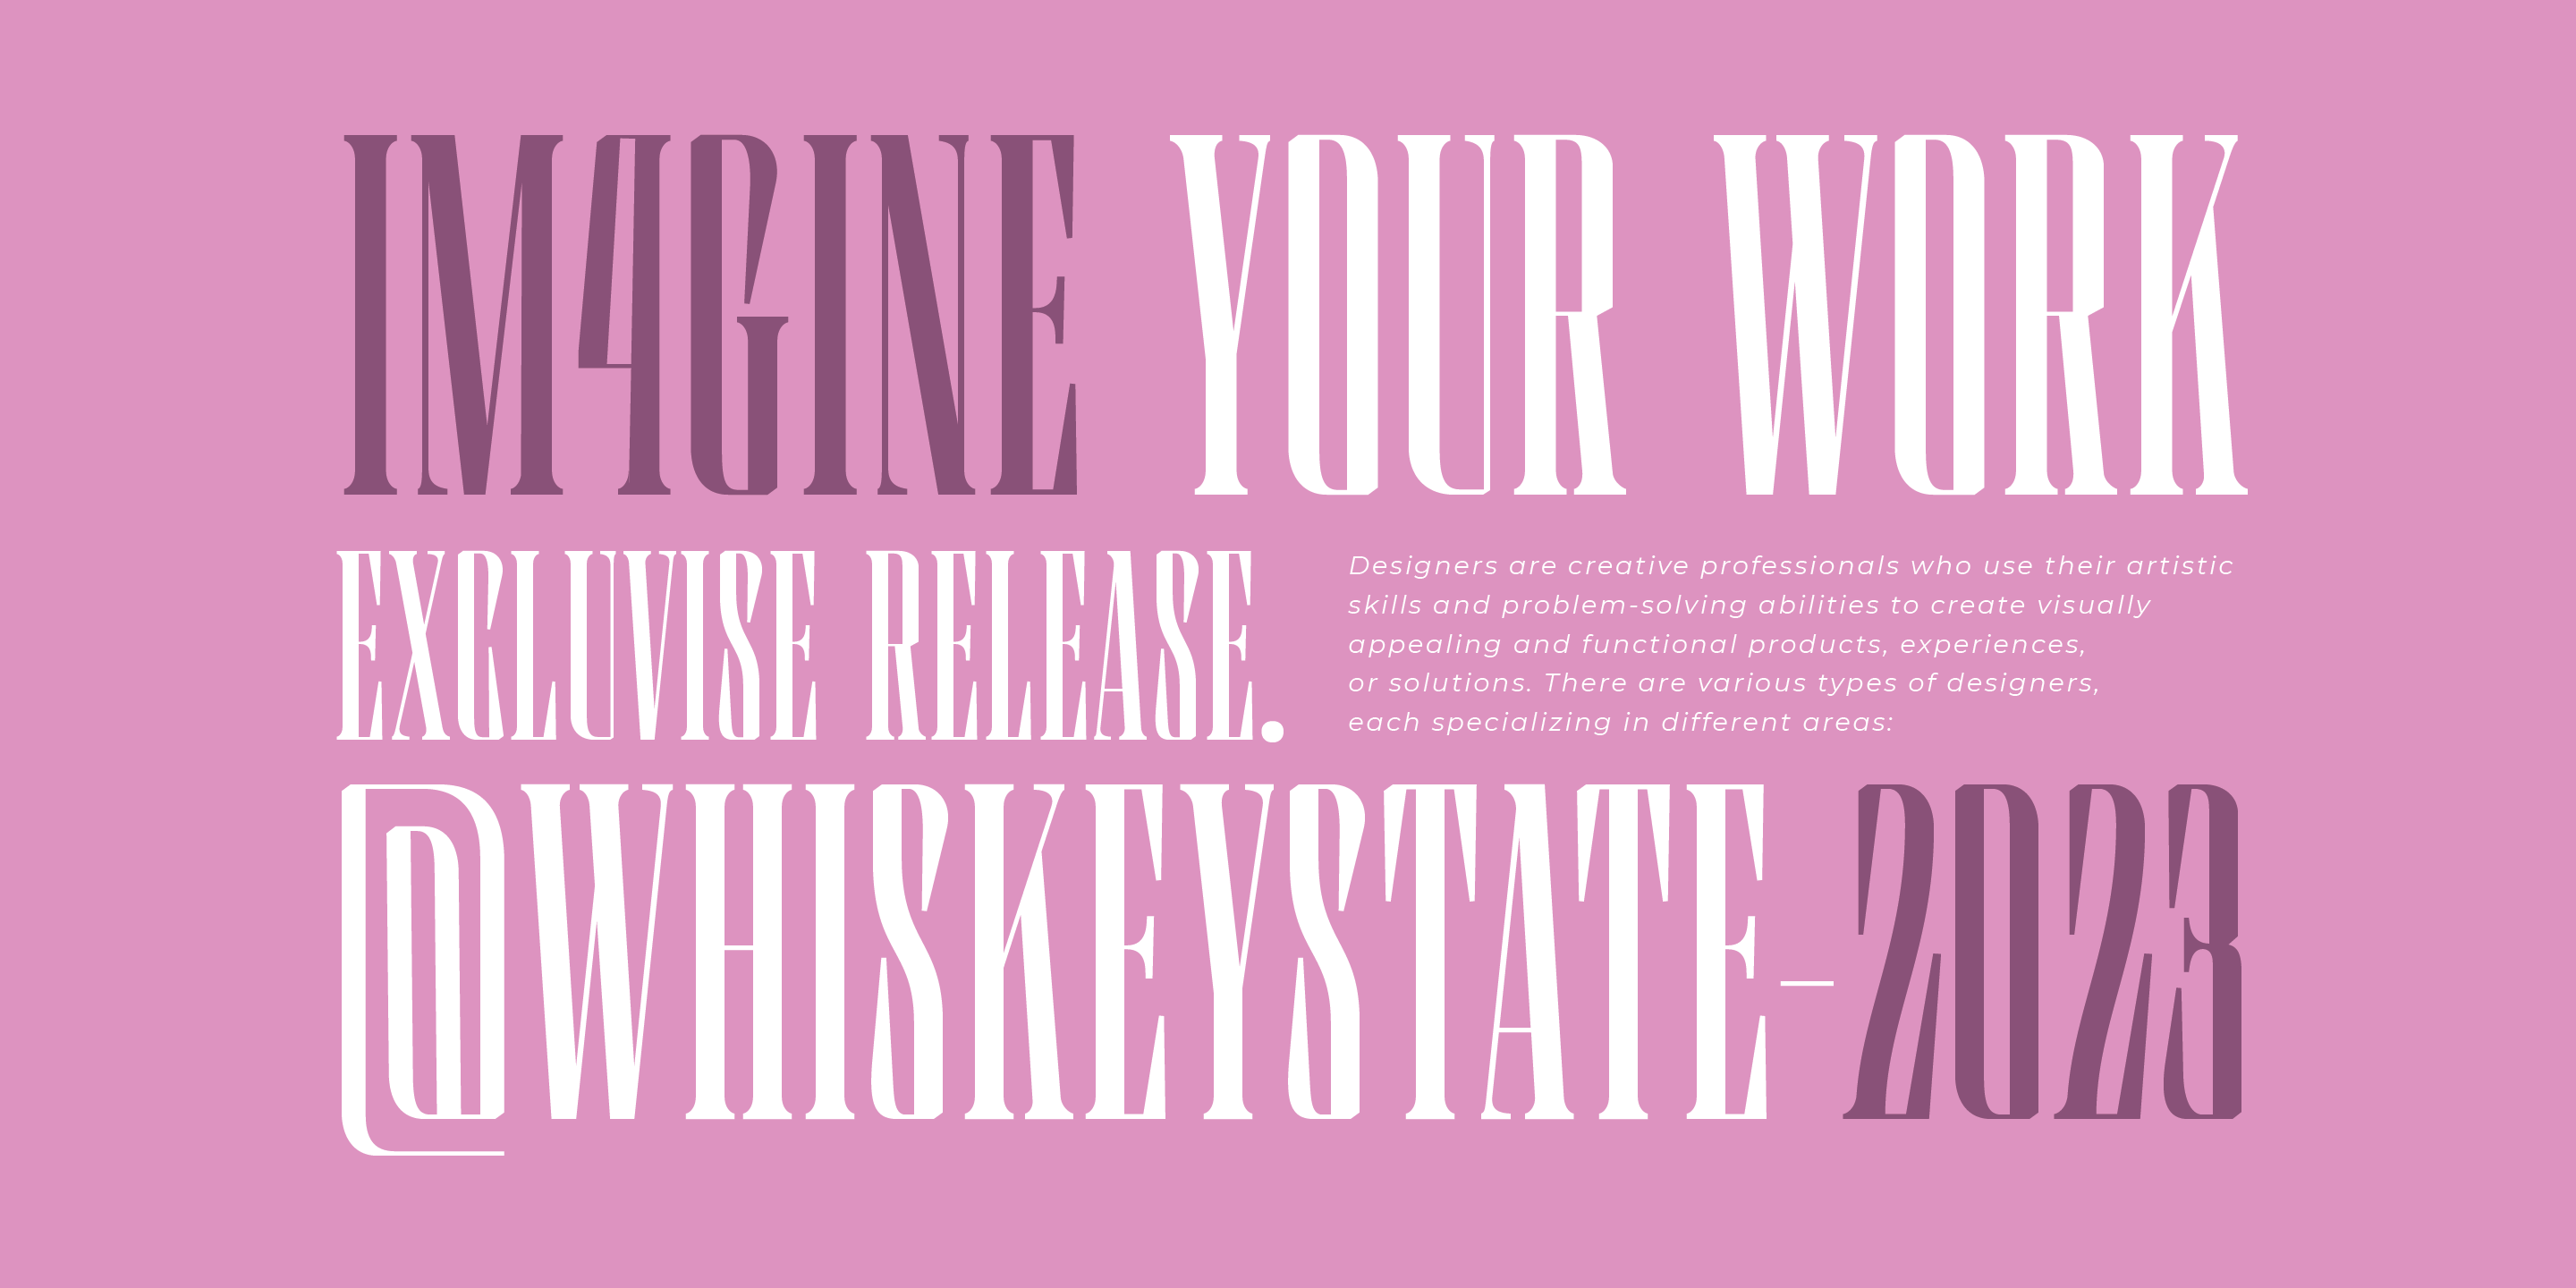 IM4GINE YOUR WORK
EXCLUVISE RELEASE.
Designers are creative professionals who use their artistic
skills and problem-solving abilities to create visually
appealing and functional products, experiences,
or solutions. There are various types of designers,
each specializing in different areas:
@WHISKEYSTATE-2023